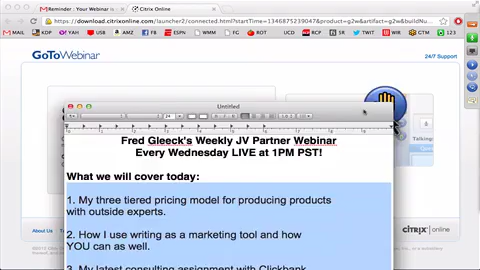 Reminder : Your Webinar is
Citrix Online
https://download.citrixonline.com/launcher2/connected.html?startTime=1346875239047&product=g2w&artifact=g2w&buildNu
GMAIL KDP YAH USB AMZ FB ESPN WMM FG ROT SR TWIT WIR GTM 123
GoToWebinar
24/7 Support
Untitled
24
Talking:
Fred Gleeck's Weekly JV Partner Webinar
Every Wednesday LIVE at 1PM PST!
What we will cover today:
1. My three tiered pricing model for producing products
with outside experts.
2. How I use writing as a marketing tool and how
YOU can as well.
3. My latest consulting assignment with Clickbank
About Us
CITRIX online